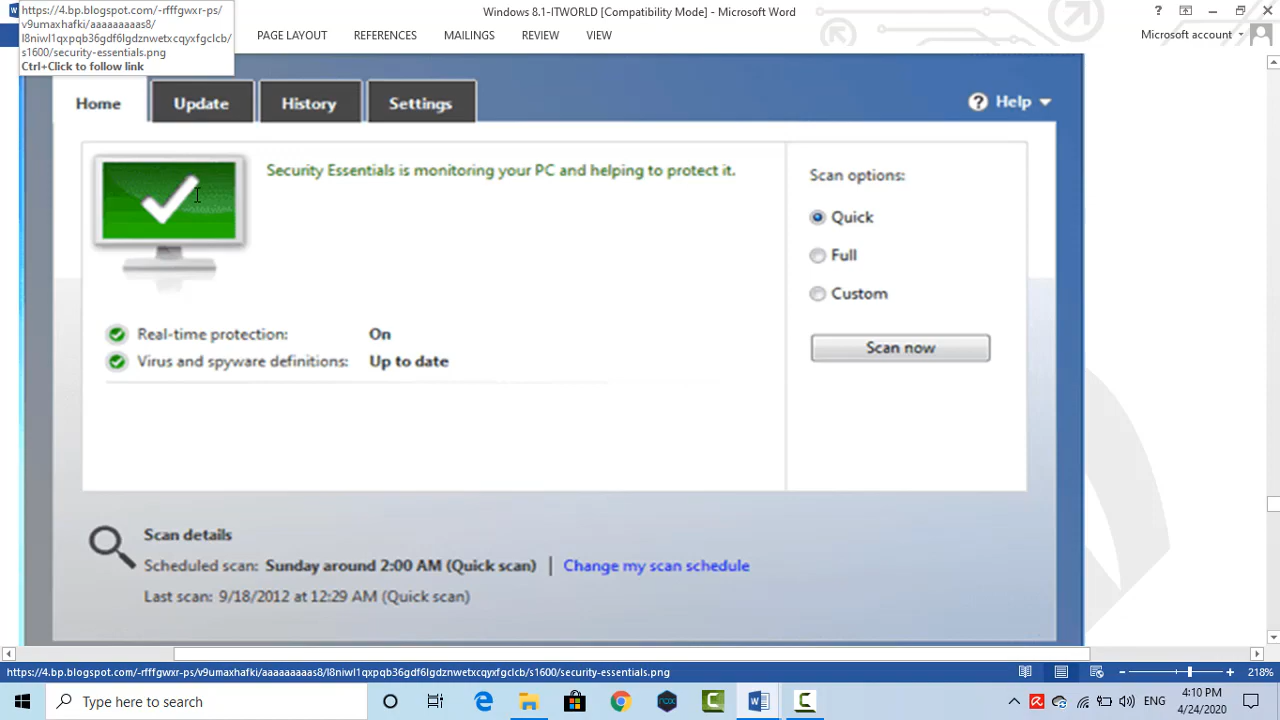 https://4.bp.blogspot.com/-rfffgwxr-ps/
v9umaxhafki/aaaaaaaaas8/
l8niwl1qxpqb36gdf6lgdznwetxcqyxfgclcb/
s1600/security-essentials.png
Ctrl+Click to follow link
Windows 8.1-ITWORLD [Compatibility Mode] - Microsoft Word
PAGE LAYOUT REFERENCES MAILINGS REVIEW VIEW
Microsoft account
Home Update History Settings
? Help
Security Essentials is monitoring your PC and helping to protect it.
Scan options:
Quick
Full
Custom
Scan now
Real-time protection: On
Virus and spyware definitions: Up to date
Scan details
Scheduled scan: Sunday around 2:00 AM (Quick scan) | Change my scan schedule
Last scan: 9/18/2012 at 12:29 AM (Quick scan)
https://4.bp.blogspot.com/-rfffgwxr-ps/v9umaxhafki/aaaaaaaaas8/l8niwl1qxpqb36gdf6lgdznwetxcqyxfgclcb/s1600/security-essentials.png
218%
Type here to search
ENG
4:10 PM
4/24/2020